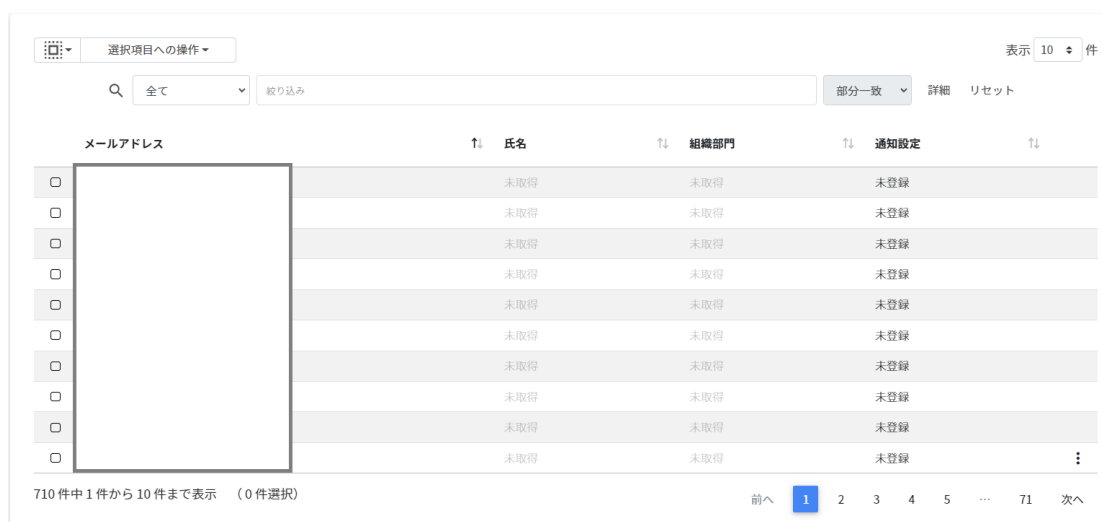 選択項目への操作 表示 10 件
全て 絞り込み 部分一致 詳細 リセット
メールアドレス 氏名 組織部門 通知設定
未取得 未取得 未登録
未取得 未取得 未登録
未取得 未取得 未登録
未取得 未取得 未登録
未取得 未取得 未登録
未取得 未取得 未登録
未取得 未取得 未登録
未取得 未取得 未登録
未取得 未取得 未登録
未取得 未取得 未登録
710 件中 1 件から 10 件まで表示 （ 0 件選択） 前へ 1 2 3 4 5 … 71 次へ